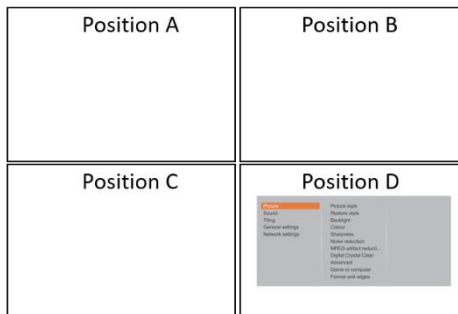 Position A
Position B
Position C
Position D
Picture
Sound
Tiling
General settings
Network settings
Picture style
Restore style
Backlight
Colour
Sharpness
Noise reduction
MPEG artifact reducti...
Digital Crystal Clear
Advanced
Game or computer
Format and edges